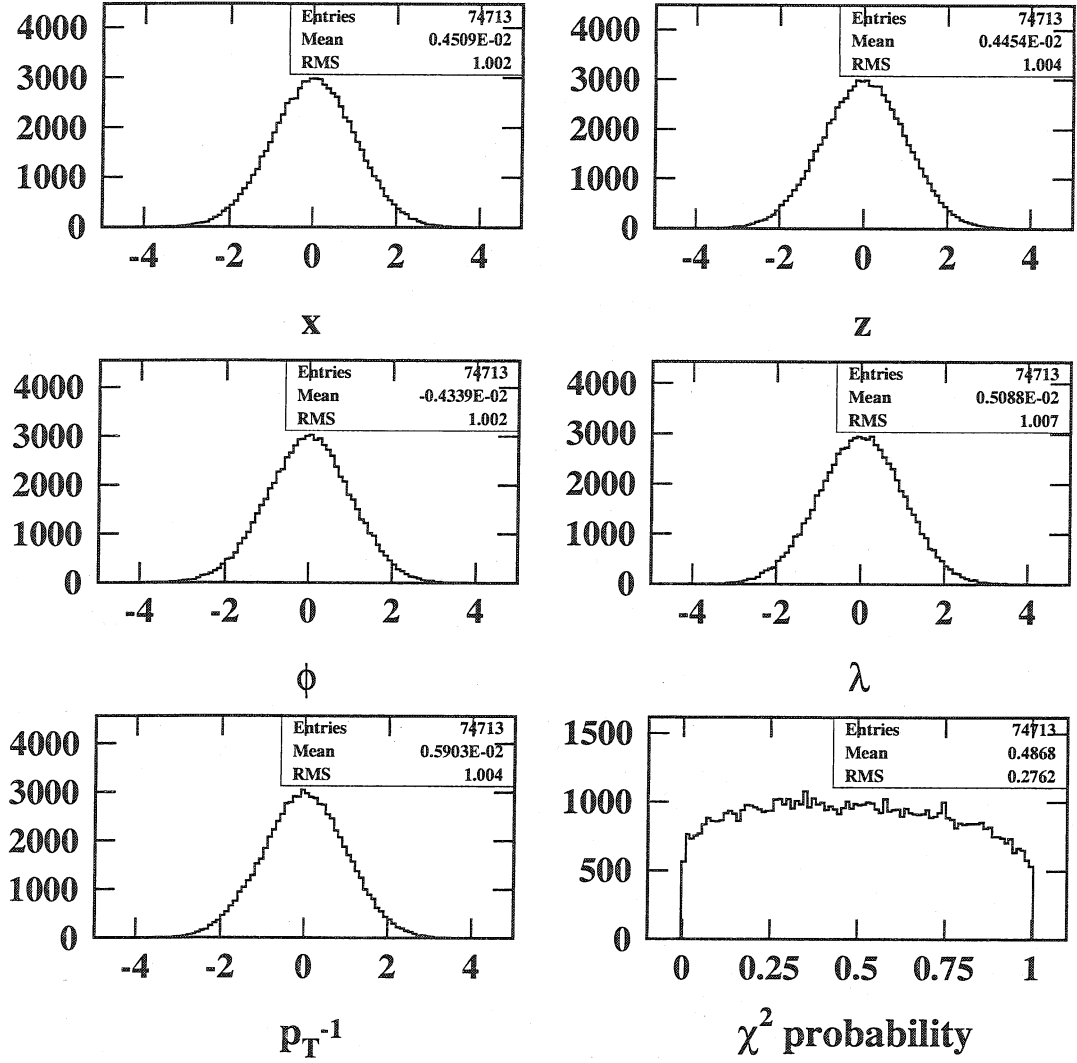 Entries 74713
Mean 0.4509E-02
RMS 1.002
4000
3000
2000
1000
0
-4 -2 0 2 4
x
Entries 74713
Mean 0.4454E-02
RMS 1.004
4000
3000
2000
1000
0
-4 -2 0 2 4
z
Entries 74713
Mean -0.4339E-02
RMS 1.002
4000
3000
2000
1000
0
-4 -2 0 2 4
ϕ
Entries 74713
Mean 0.5088E-02
RMS 1.007
4000
3000
2000
1000
0
-4 -2 0 2 4
λ
Entries 74713
Mean 0.5903E-02
RMS 1.004
4000
3000
2000
1000
0
-4 -2 0 2 4
p_T^-1
Entries 74713
Mean 0.4868
RMS 0.2762
1500
1000
500
0
0 0.25 0.5 0.75 1
χ² probability